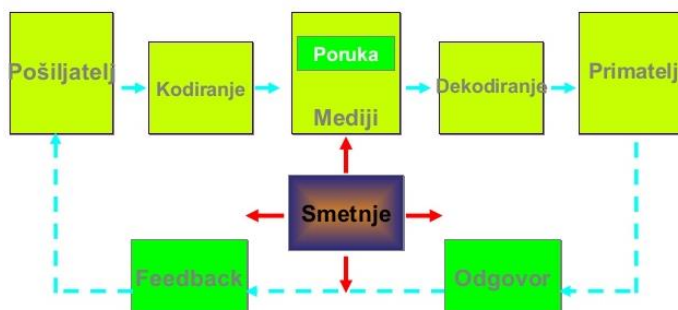 Pošiljatelj
Kodiranje
Poruka
Mediji
Dekodiranje
Primatelj
Smetnje
Feedback
Odgovor